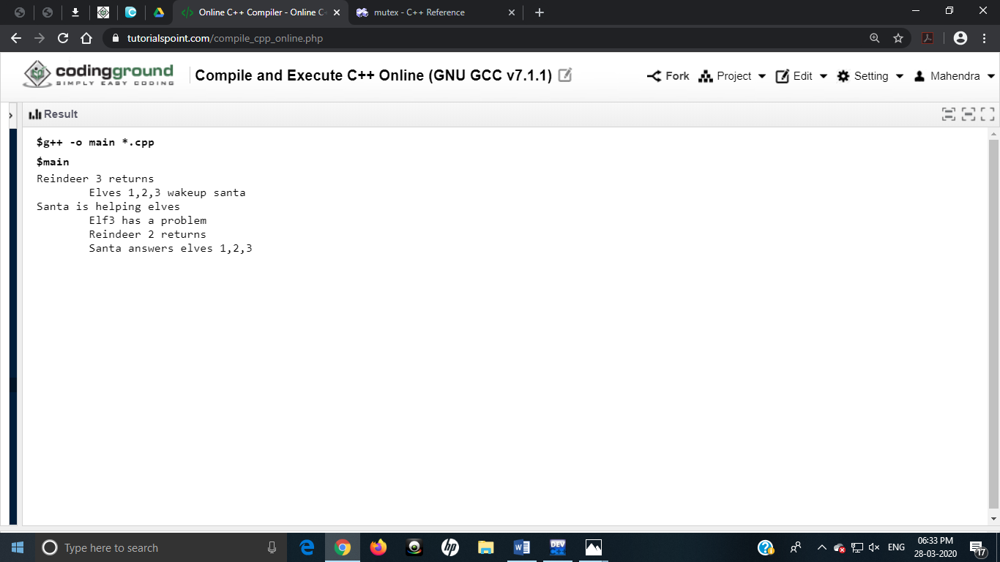 Online C++ Compiler - Online C
mutex - C++ Reference
tutorialspoint.com/compile_cpp_online.php
codingground
SIMPLY EASY CODING
Compile and Execute C++ Online (GNU GCC v7.1.1)
Fork Project Edit Setting Mahendra
Result
$g++ -o main *.cpp
$main
Reindeer 3 returns
Elves 1,2,3 wakeup santa
Santa is helping elves
Elf3 has a problem
Reindeer 2 returns
Santa answers elves 1,2,3
Type here to search
hp
W
DEV
C++
ENG
06:33 PM
28-03-2020
17